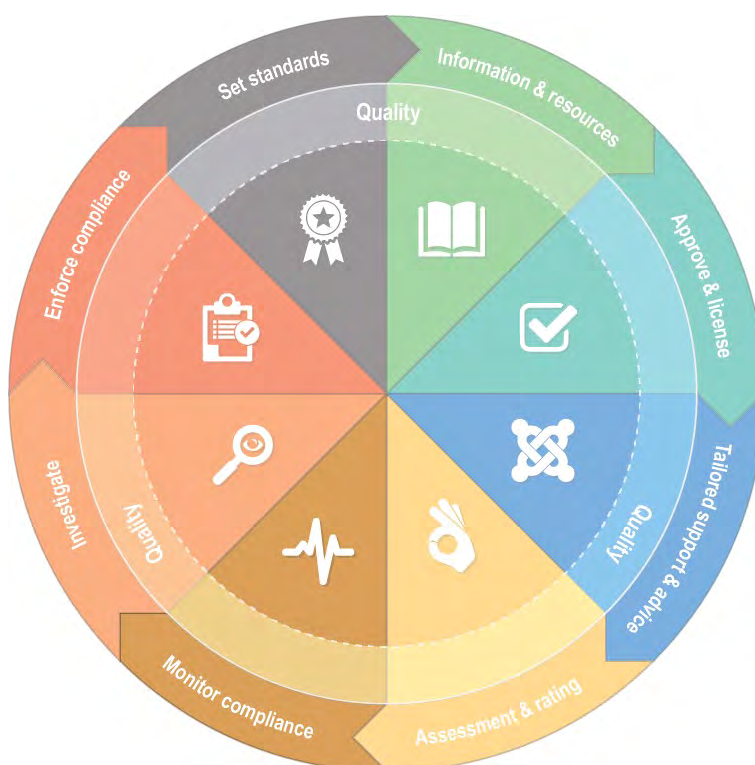 Set standards
Information & resources
Approve & license
Tailored support & advice
Assessment & rating
Monitor compliance
Investigate
Enforce compliance
Quality
Quality
Quality